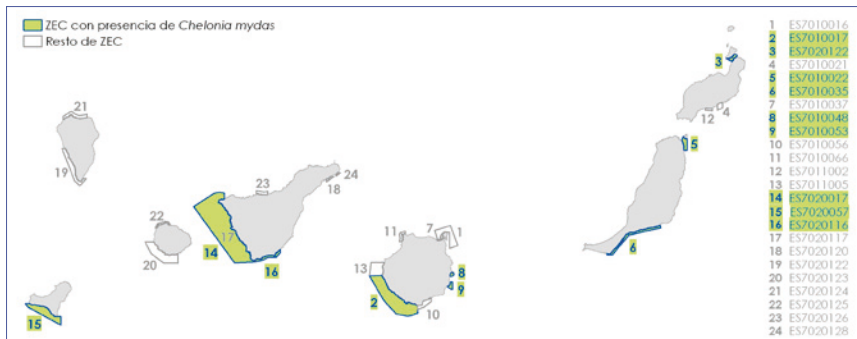 ZEC con presencia de Chelonia mydas
Resto de ZEC
1 ES7010016
2 ES7010017
3 ES7020122
4 ES7010021
5 ES7010022
6 ES7010035
7 ES7010037
8 ES7010048
9 ES7010053
10 ES7010056
11 ES7010066
12 ES7011002
13 ES7011005
14 ES7020017
15 ES7020057
16 ES7020116
17 ES7020117
18 ES7020120
19 ES7020122
20 ES7020123
21 ES7020124
22 ES7020125
23 ES7020126
24 ES7020128
3
4
12
21
5
24
23
18
19
22
17
11
7
1
14
20
16
13
6
8
9
2
10
15